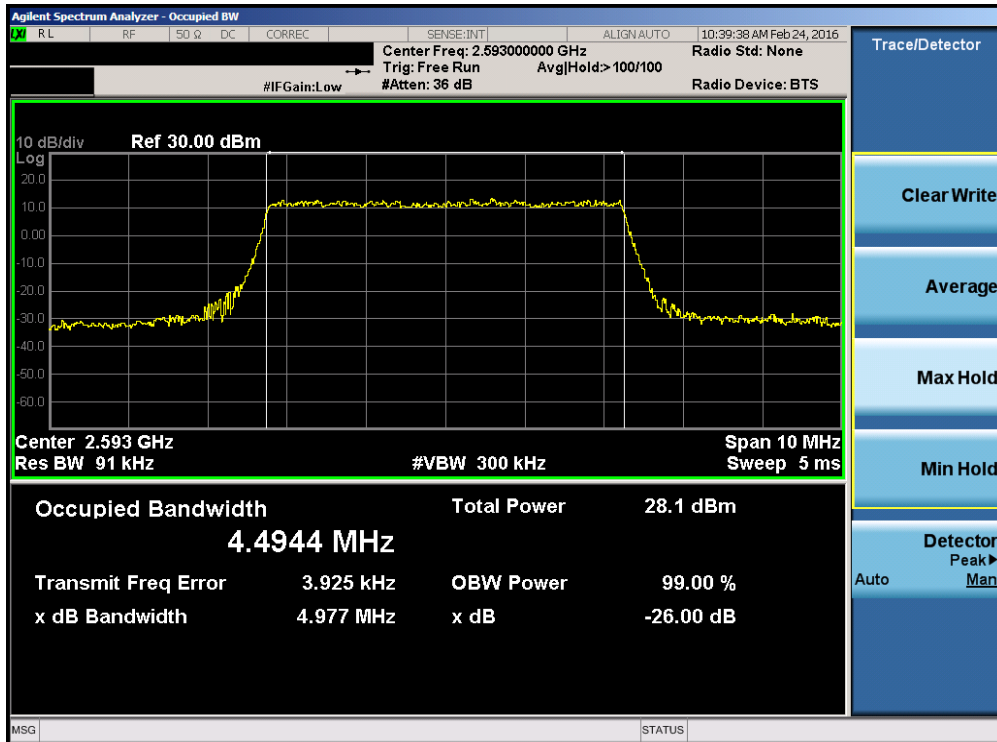 Agilent Spectrum Analyzer - Occupied BW
LXI RL RF 50 Ω DC CORREC SENSE:INT ALIGN AUTO 10:39:38 AM Feb 24, 2016
Center Freq: 2.593000000 GHz Radio Std: None
Trig: Free Run Avg|Hold:> 100/100
#IFGain:Low #Atten: 36 dB Radio Device: BTS
10 dB/div Ref 30.00 dBm
Log
20.0
10.0
0.00
-10.0
-20.0
-30.0
-40.0
-50.0
-60.0
Center 2.593 GHz Span 10 MHz
Res BW 91 kHz #VBW 300 kHz Sweep 5 ms
Occupied Bandwidth Total Power 28.1 dBm
4.4944 MHz
Transmit Freq Error 3.925 kHz OBW Power 99.00 %
x dB Bandwidth 4.977 MHz x dB -26.00 dB
MSG STATUS
Trace/Detector
Clear Write
Average
Max Hold
Min Hold
Detector
Peak▶
Auto Man